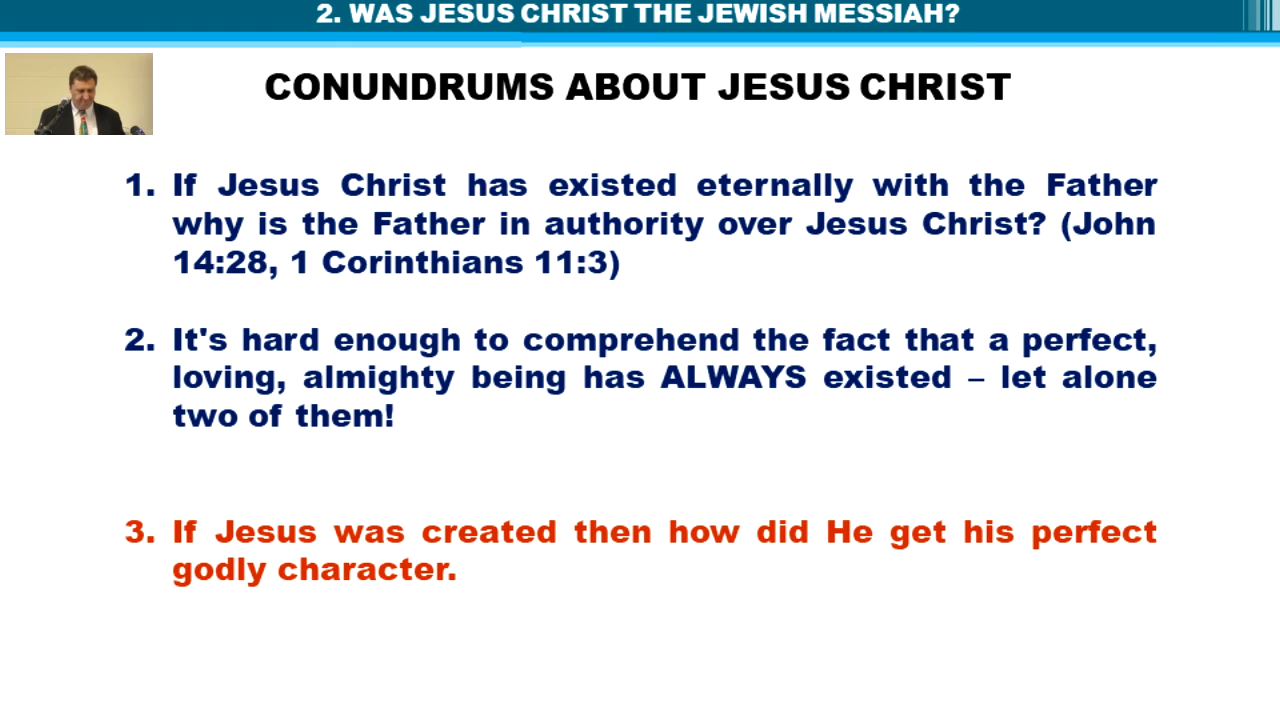 2. WAS JESUS CHRIST THE JEWISH MESSIAH?
CONUNDRUMS ABOUT JESUS CHRIST
1. If Jesus Christ has existed eternally with the Father
why is the Father in authority over Jesus Christ? (John
14:28, 1 Corinthians 11:3)
2. It's hard enough to comprehend the fact that a perfect,
loving, almighty being has ALWAYS existed – let alone
two of them!
3. If Jesus was created then how did He get his perfect
godly character.